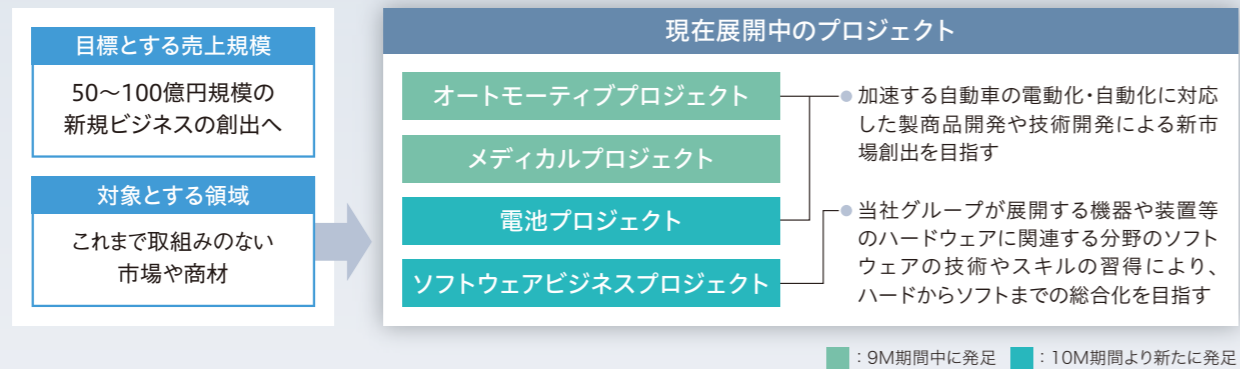 目標とする売上規模
50～100億円規模の
新規ビジネスの創出へ
対象とする領域
これまで取組みのない
市場や商材
現在展開中のプロジェクト
オートモーティブプロジェクト
メディカルプロジェクト
電池プロジェクト
ソフトウェアビジネスプロジェクト
●加速する自動車の電動化・自動化に対応
した製商品開発や技術開発による新市
場創出を目指す
●当社グループが展開する機器や装置等
のハードウェアに関連する分野のソフト
ウェアの技術やスキルの習得により、
ハードからソフトまでの総合化を目指す
：9M期間中に発足 ：10M期間より新たに発足